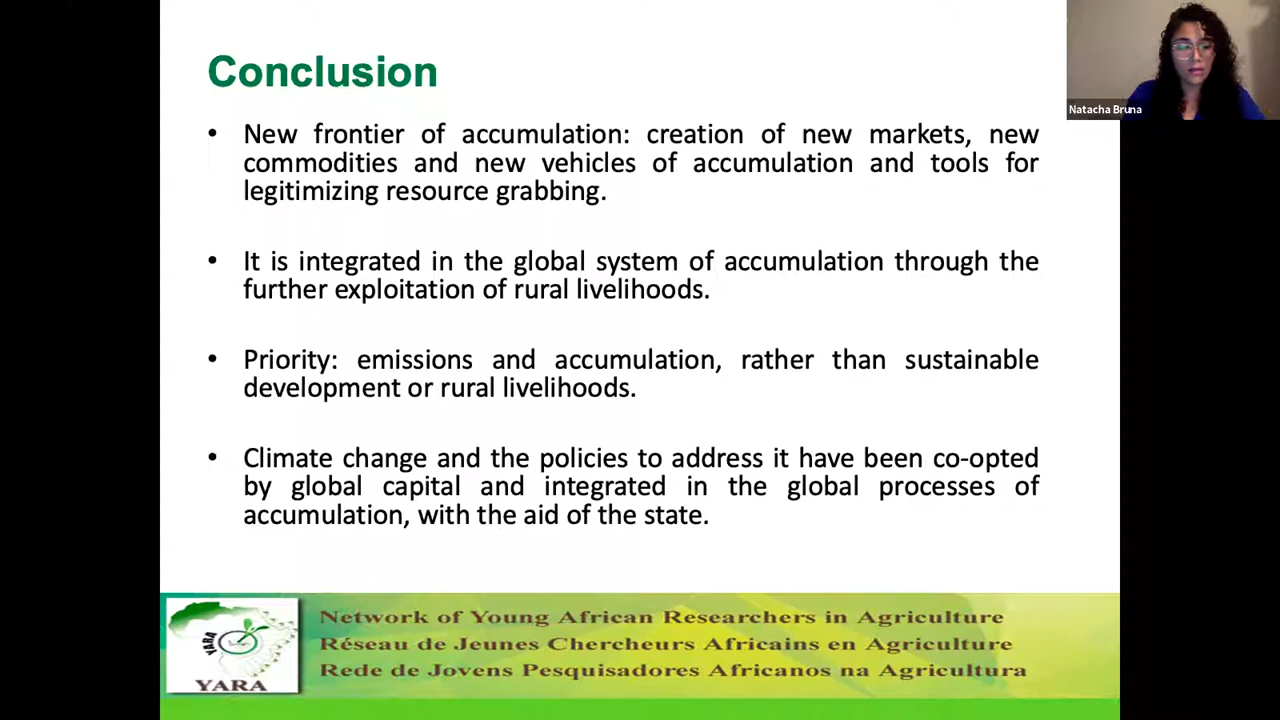 Conclusion
• New frontier of accumulation: creation of new markets, new
commodities and new vehicles of accumulation and tools for
legitimizing resource grabbing.
• It is integrated in the global system of accumulation through the
further exploitation of rural livelihoods.
• Priority: emissions and accumulation, rather than sustainable
development or rural livelihoods.
• Climate change and the policies to address it have been co-opted
by global capital and integrated in the global processes of
accumulation, with the aid of the state.
Natacha Bruna
YARA
YARA
Network of Young African Researchers in Agriculture
Réseau de Jeunes Chercheurs Africains en Agriculture
Rede de Jovens Pesquisadores Africanos na Agricultura